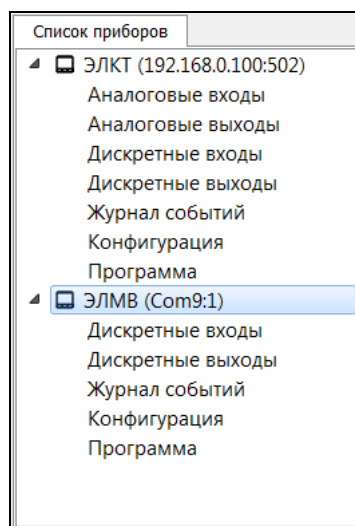 Список приборов
ЭЛКТ (192.168.0.100:502)
Аналоговые входы
Аналоговые выходы
Дискретные входы
Дискретные выходы
Журнал событий
Конфигурация
Программа
ЭЛМВ (Com9:1)
Дискретные входы
Дискретные выходы
Журнал событий
Конфигурация
Программа